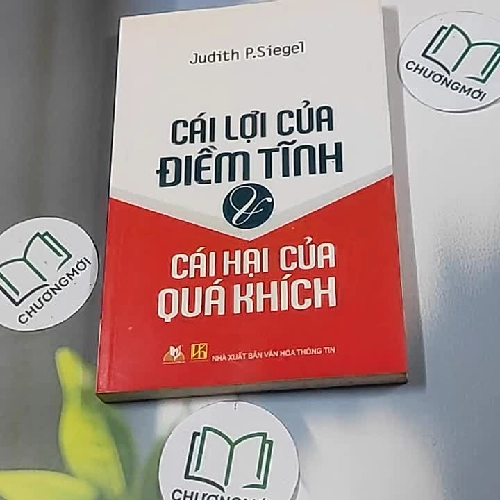 Judith P.Siegel
CÁI LỢI CỦA
ĐIỀM TĨNH
&
CÁI HẠI CỦA
QUÁ KHÍCH
NHÀ XUẤT BẢN VĂN HÓA THÔNG TIN
CHƯƠNGMỚI
CHƯƠNGMỚI
CHƯƠNGMỚI